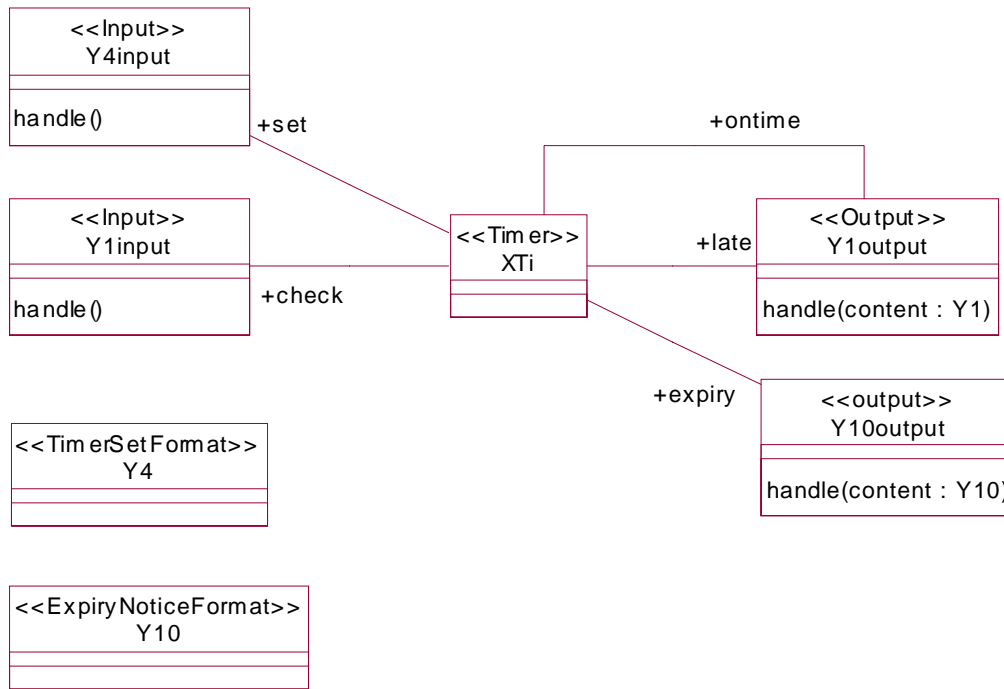 <<Input>>
Y4input
handle()
+set
+ontime
<<Input>>
Y1input
handle()
+check
<<Timer>>
XTi
+late
<<Output>>
Y1output
handle(content : Y1)
+expiry
<<output>>
Y10output
handle(content : Y10)
<<TimerSetFormat>>
Y4
<<ExpiryNoticeFormat>>
Y10